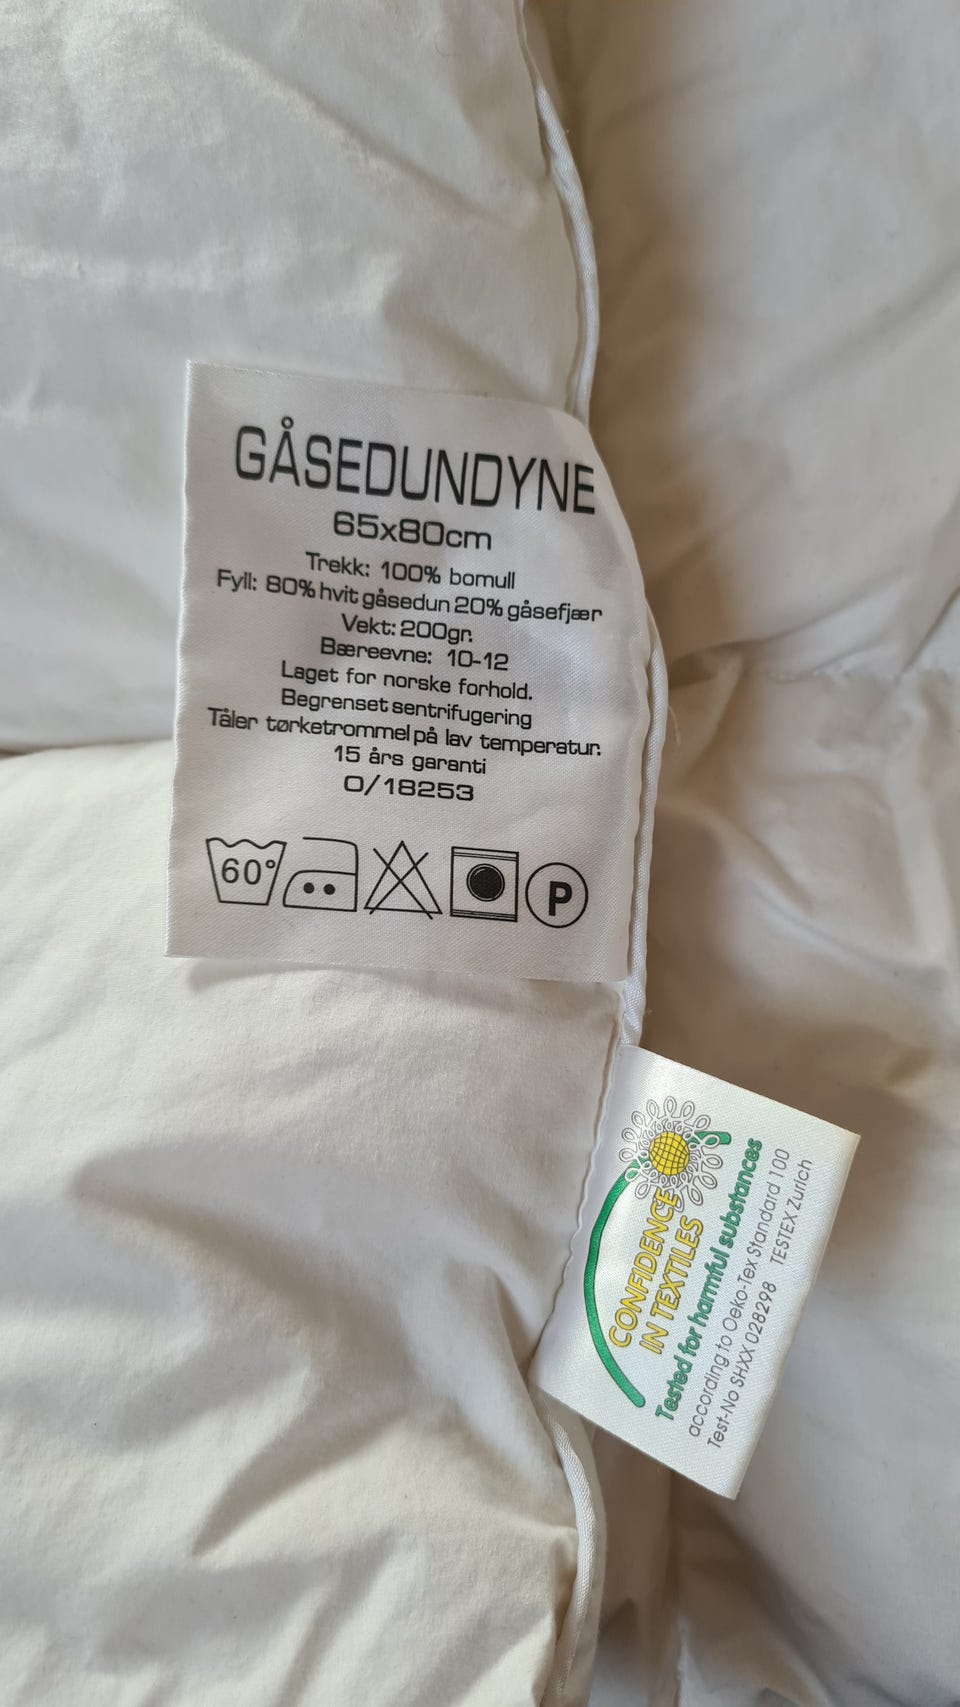 GÅSEDUNDYNE
65x80cm
Trekk: 100% bomull
Fyll: 80% hvit gåsedun 20% gåsefjær
Vekt: 200gr.
Bæreevne: 10-12
Laget for norske forhold.
Begrenset sentrifugering
Tåler tørketrommel på lav temperatur.
15 års garanti
O/18253
60°
P
CONFIDENCE
IN TEXTILES
Tested for harmful substances
according to Oeko-Tex Standard 100
Test-No SHXX 028298 TESTEX Zurich